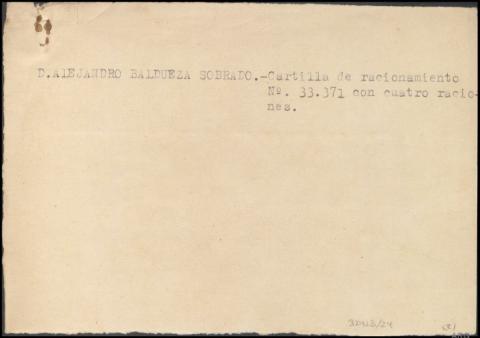 D.ALEJANDRO BALDUEZA SOBRADO.-Cartilla de racionamiento
Nº. 33.371 con cuatro racio-
nes.